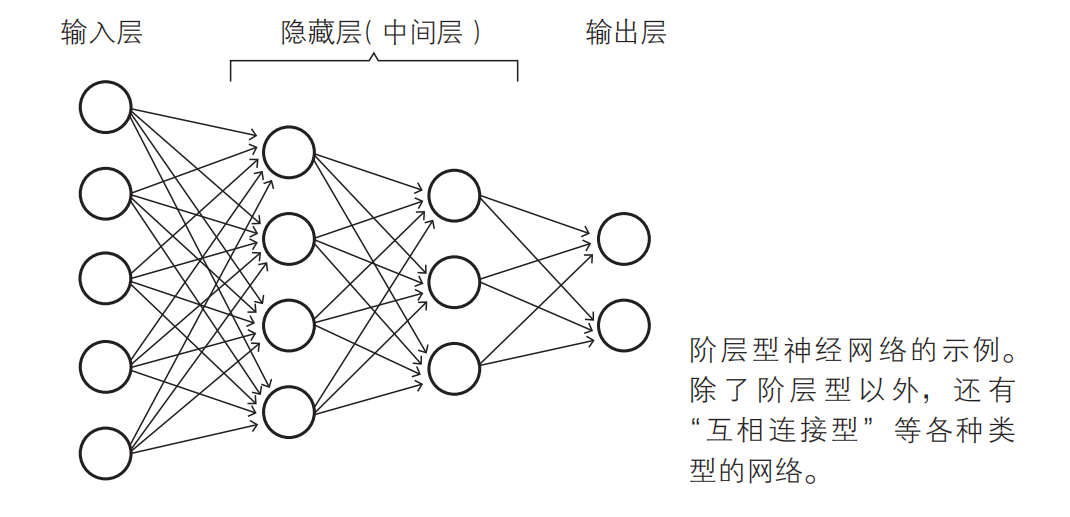 输入层
隐藏层( 中间层 )
输出层
阶层型神经网络的示例。
除了阶层型以外，还有
“互相连接型” 等各种类
型的网络。